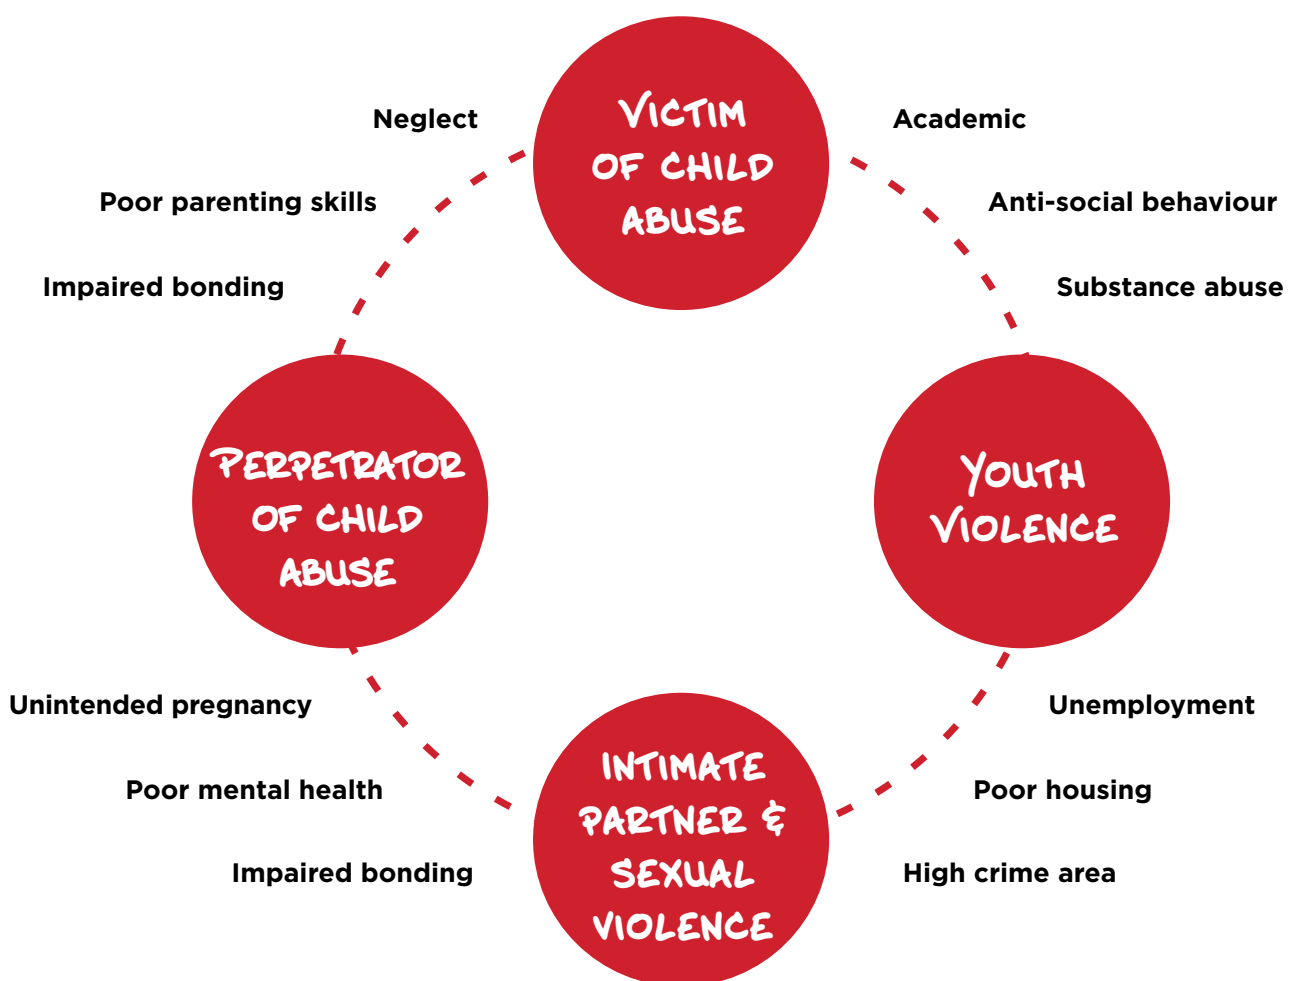 VICTIM
OF CHILD
ABUSE
Academic
Anti-social behaviour
Substance abuse
YOUTH
VIOLENCE
Unemployment
Poor housing
High crime area
INTIMATE
PARTNER &
SEXUAL
VIOLENCE
Impaired bonding
Poor mental health
Unintended pregnancy
PERPETRATOR
OF CHILD
ABUSE
Impaired bonding
Poor parenting skills
Neglect